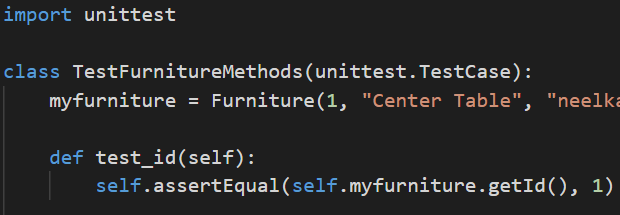 import unittest
class TestFurnitureMethods(unittest.TestCase):
myfurniture = Furniture(1, "Center Table", "neelka
def test_id(self):
self.assertEqual(self.myfurniture.getId(), 1)